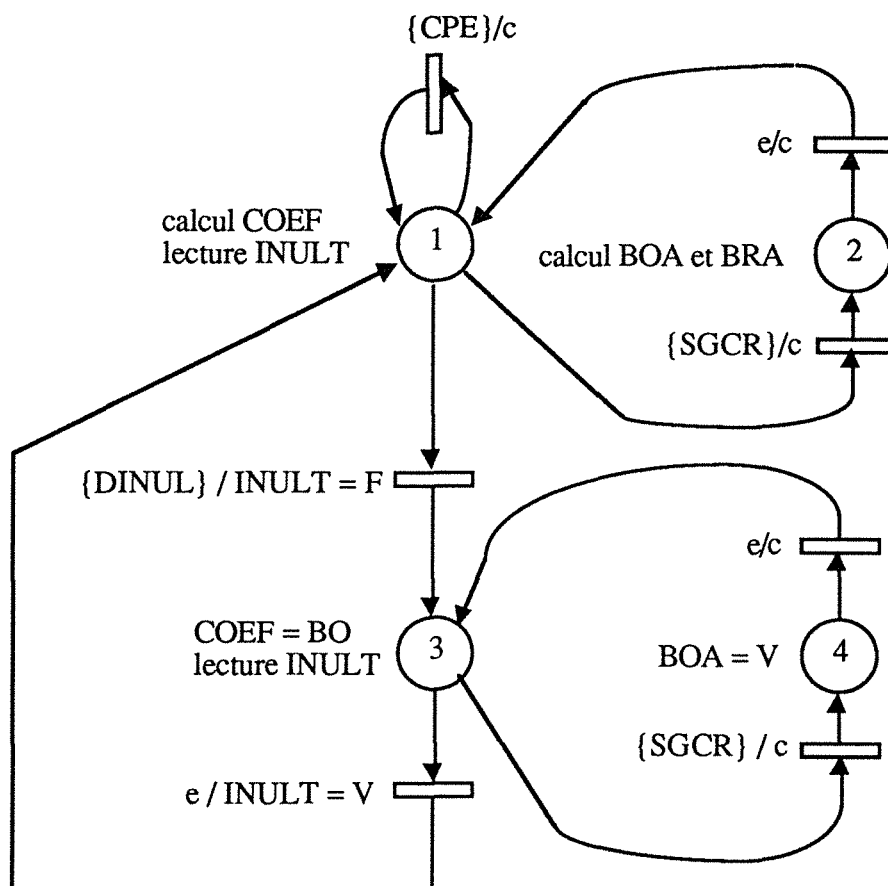 {CPE}/c
e/c
calcul COEF
lecture INULT
1
calcul BOA et BRA
2
{SGCR}/c
{DINUL} / INULT = F
e/c
COEF = BO
lecture INULT
3
BOA = V
4
{SGCR} / c
e / INULT = V